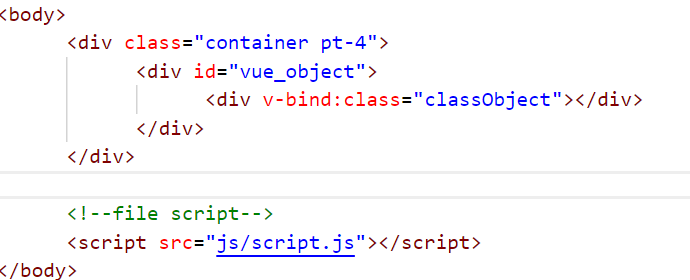 <body>
<div class="container pt-4">
<div id="vue_object">
<div v-bind:class="classObject"></div>
</div>
</div>
<!--file script-->
<script src="js/script.js"></script>
</body>